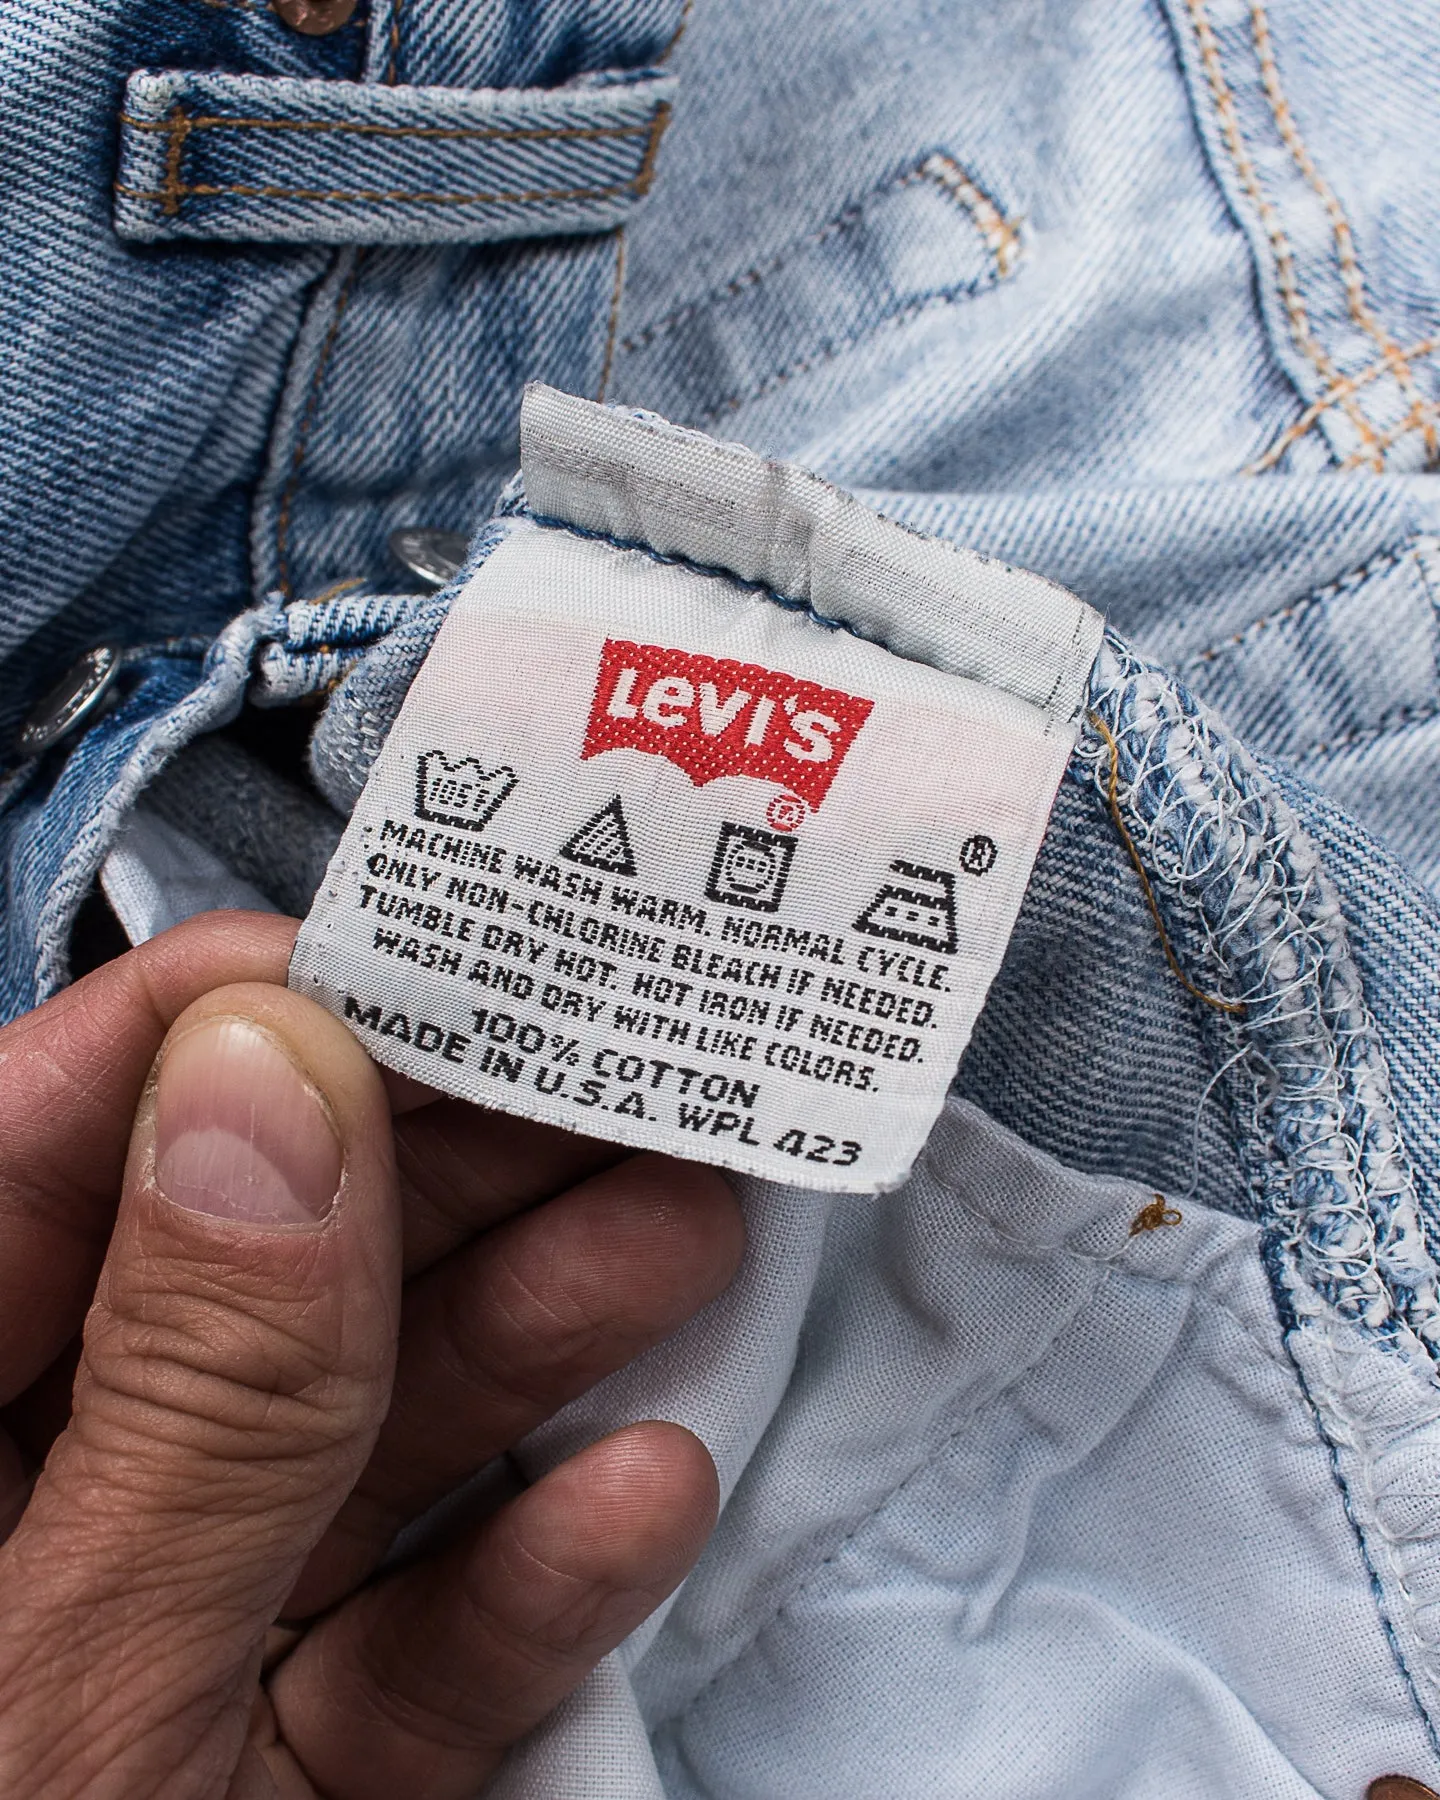 Levi's
®
105F
®
MACHINE WASH WARM. NORMAL CYCLE.
ONLY NON-CHLORINE BLEACH IF NEEDED.
TUMBLE DRY HOT. HOT IRON IF NEEDED.
WASH AND DRY WITH LIKE COLORS.
100% COTTON
MADE IN U.S.A. WPL 423